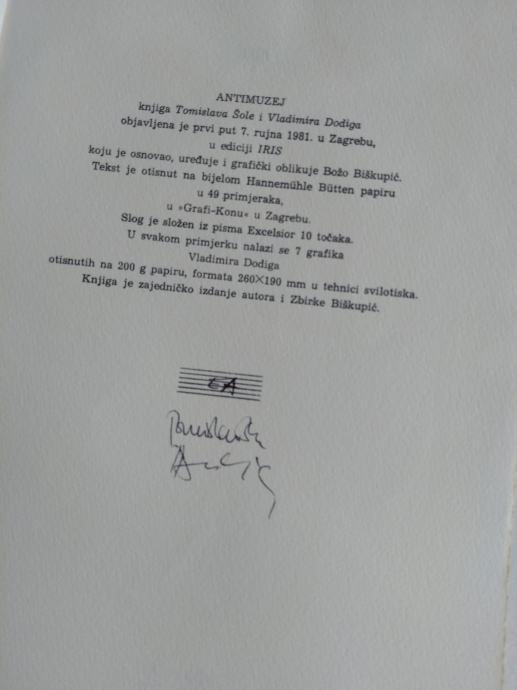 ANTIMUZEJ
knjiga Tomislava Šole i Vladimira Dodiga
objavljena je prvi put 7. rujna 1981. u Zagrebu,
u ediciji IRIS
koju je osnovao, uređuje i grafički oblikuje Božo Biškupić.
Tekst je otisnut na bijelom Hannemühle Bütten papiru
u 49 primjeraka,
u »Grafi-Konu« u Zagrebu.
Slog je složen iz pisma Excelsior 10 točaka.
U svakom primjerku nalazi se 7 grafika
Vladimira Dodiga
otisnutih na 200 g papiru, formata 260×190 mm u tehnici svilotiska.
Knjiga je zajedničko izdanje autora i Zbirke Biškupić.
EA